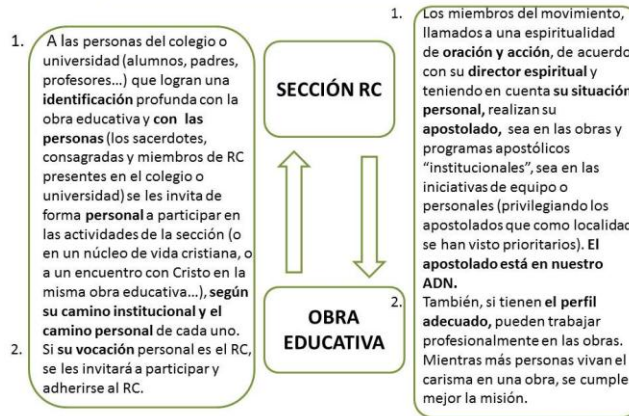 1. A las personas del colegio o
universidad (alumnos, padres,
profesores...) que logran una
identificación profunda con la
obra educativa y con las
personas (los sacerdotes,
consagradas y miembros de RC
presentes en el colegio o
universidad) se les invita de
forma personal a participar en
las actividades de la sección (o
en un núcleo de vida cristiana, o
a un encuentro con Cristo en la
misma obra educativa...), según
su camino institucional y el
camino personal de cada uno.
2. Si su vocación personal es el RC,
se les invitará a participar y
adherirse al RC.
SECCIÓN RC
OBRA
EDUCATIVA
1. Los miembros del movimiento,
llamados a una espiritualidad
de oración y acción, de acuerdo
con su director espiritual y
teniendo en cuenta su situación
personal, realizan su
apostolado, sea en las obras y
programas apostólicos
"institucionales", sea en las
iniciativas de equipo o
personales (privilegiando los
apostolados que como localidad
se han visto prioritarios). El
apostolado está en nuestro
ADN.
2. También, si tienen el perfil
adecuado, pueden trabajar
profesionalmente en las obras.
Mientras más personas vivan el
carisma en una obra, se cumple
mejor la misión.